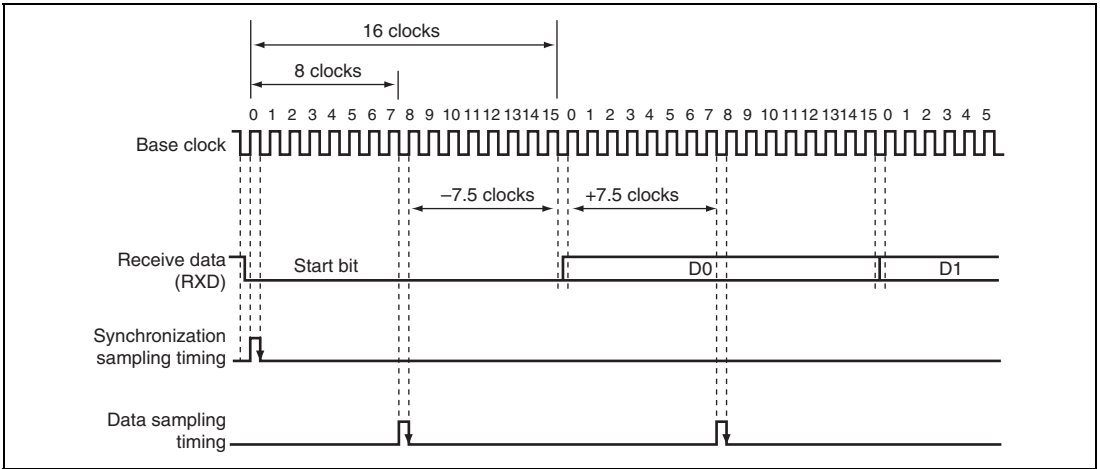 16 clocks
8 clocks
0 1 2 3 4 5 6 7 8 9 10 11 12 13 14 15 0 1 2 3 4 5 6 7 8 9 10 11 12 13 14 15 0 1 2 3 4 5
Base clock
–7.5 clocks +7.5 clocks
Receive data
(RXD)
Start bit D0 D1
Synchronization
sampling timing
Data sampling
timing